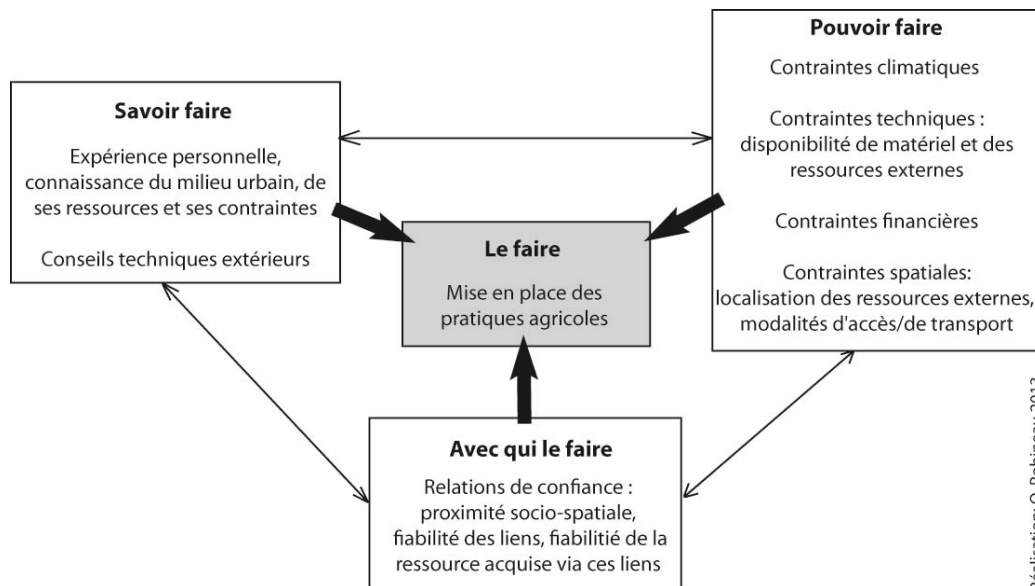 Savoir faire
Expérience personnelle,
connaissance du milieu urbain, de
ses ressources et ses contraintes
Conseils techniques extérieurs
Pouvoir faire
Contraintes climatiques
Contraintes techniques :
disponibilité de matériel et des
ressources externes
Contraintes financières
Contraintes spatiales:
localisation des ressources externes,
modalités d'accès/de transport
Le faire
Mise en place des
pratiques agricoles
Avec qui le faire
Relations de confiance :
proximité socio-spatiale,
fiabilité des liens, fiabilitié de la
ressource acquise via ces liens
Réalisation: O.Robineau 2013